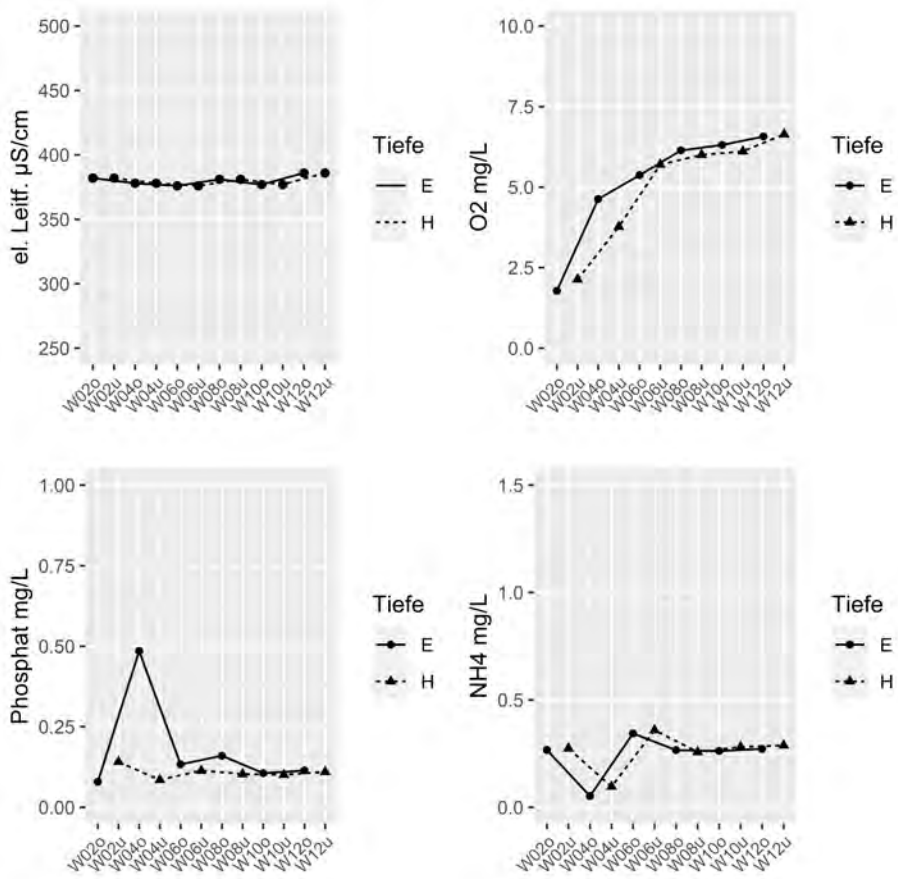 el. Leitf. µS/cm
500
450
400
350
300
250
W02o W02u W04o W04u W06o W06u W08o W08u W10o W10u W12o W12u
Tiefe
E
H
O2 mg/L
10.0
7.5
5.0
2.5
0.0
W02o W02u W04o W04u W06o W06u W08o W08u W10o W10u W12o W12u
Tiefe
E
H
Phosphat mg/L
1.00
0.75
0.50
0.25
0.00
W02o W02u W04o W04u W06o W06u W08o W08u W10o W10u W12o W12u
Tiefe
E
H
NH4 mg/L
1.5
1.0
0.5
0.0
W02o W02u W04o W04u W06o W06u W08o W08u W10o W10u W12o W12u
Tiefe
E
H